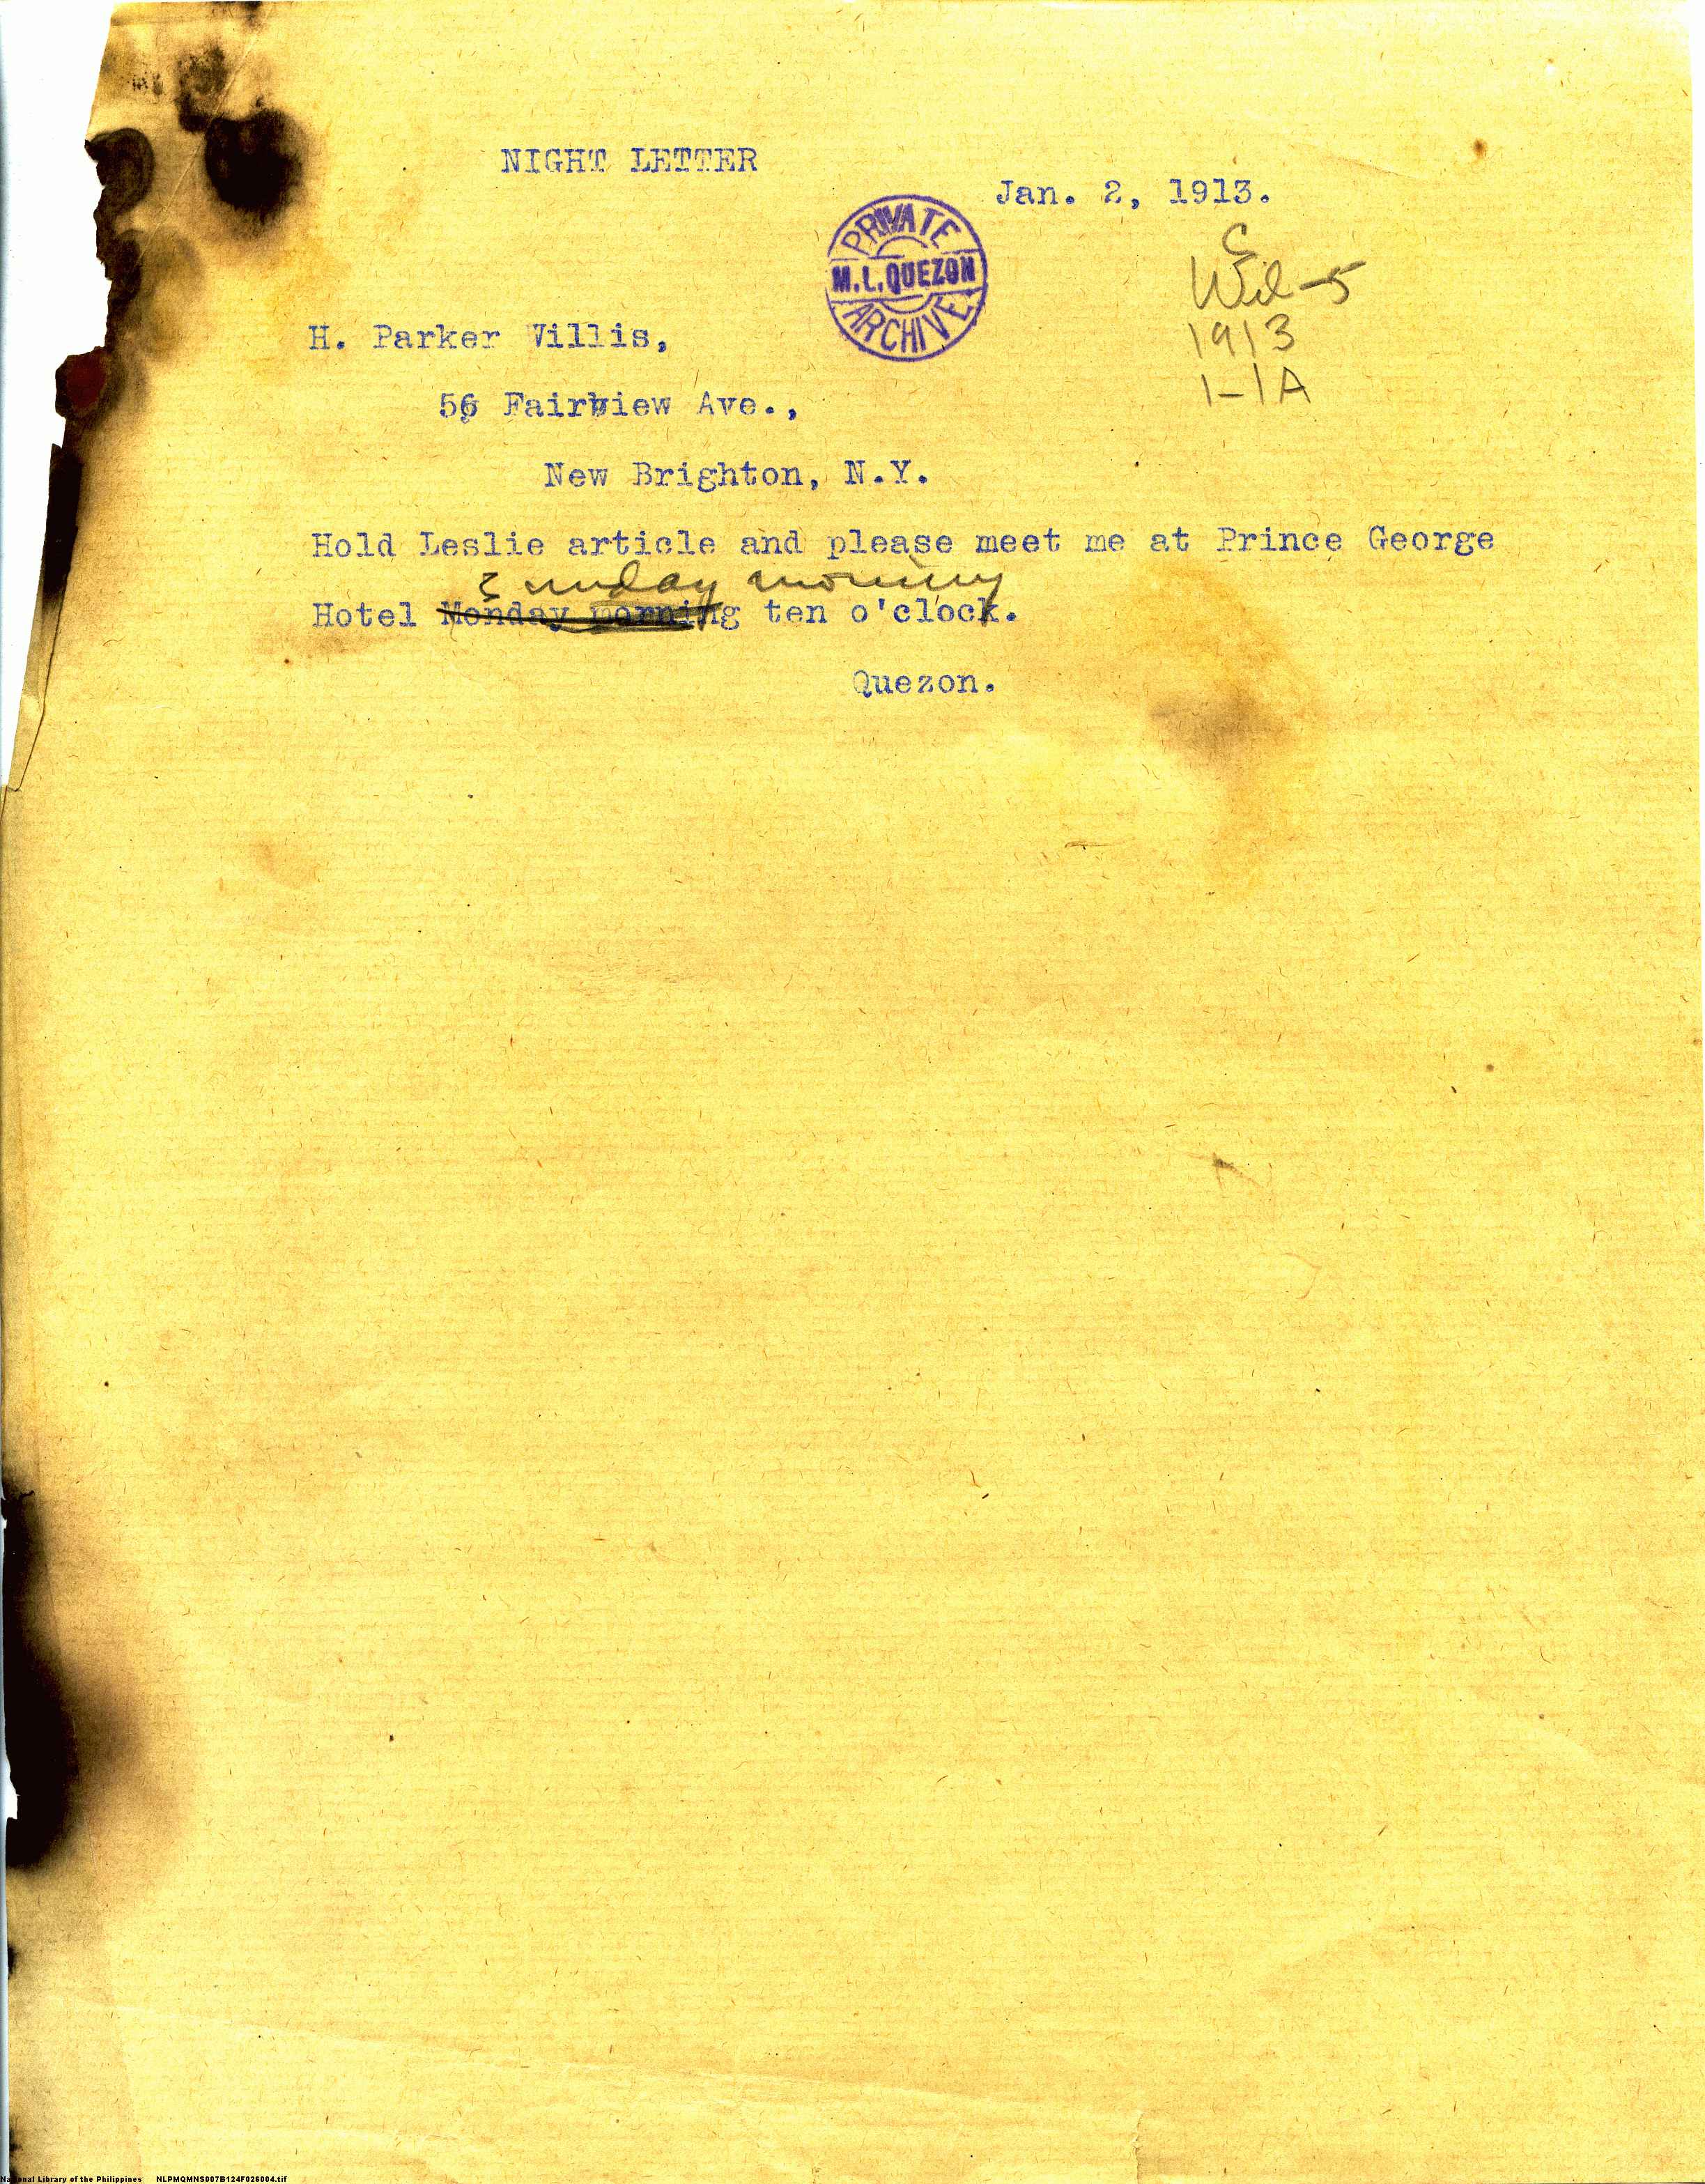 NIGHT LETTER
Jan. 2, 1913.
PRIVATE
M.L.QUEZON
ARCHIVE
C
Wil-5
1913
1-1A
H. Parker Willis,
56 Fairview Ave.,
New Brighton, N.Y.
Hold Leslie article and please meet me at Prince George
Sunday morning
Hotel Monday morning ten o'clock.
Quezon.
National Library of the Philippines NLPMQMNS007B124F026004.tif